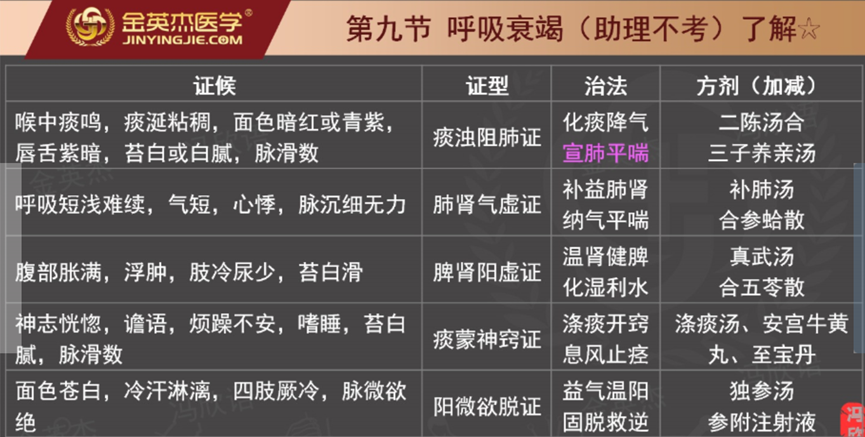 金英杰医学®
JINYINGJIE.COM
第九节 呼吸衰竭（助理不考）了解☆
证候 证型 治法 方剂（加减）
喉中痰鸣，痰涎粘稠，面色暗红或青紫，
唇舌紫暗，苔白或白腻，脉滑数
痰浊阻肺证
化痰降气
宣肺平喘
二陈汤合
三子养亲汤
呼吸短浅难续，气短，心悸，脉沉细无力
肺肾气虚证
补益肺肾
纳气平喘
补肺汤
合参蛤散
腹部胀满，浮肿，肢冷尿少，苔白滑
脾肾阳虚证
温肾健脾
化湿利水
真武汤
合五苓散
神志恍惚，谵语，烦躁不安，嗜睡，苔白
腻，脉滑数
痰蒙神窍证
涤痰开窍
息风止痉
涤痰汤、安宫牛黄
丸、至宝丹
面色苍白，冷汗淋漓，四肢厥冷，脉微欲
绝
阳微欲脱证
益气温阳
固脱救逆
独参汤
参附注射液